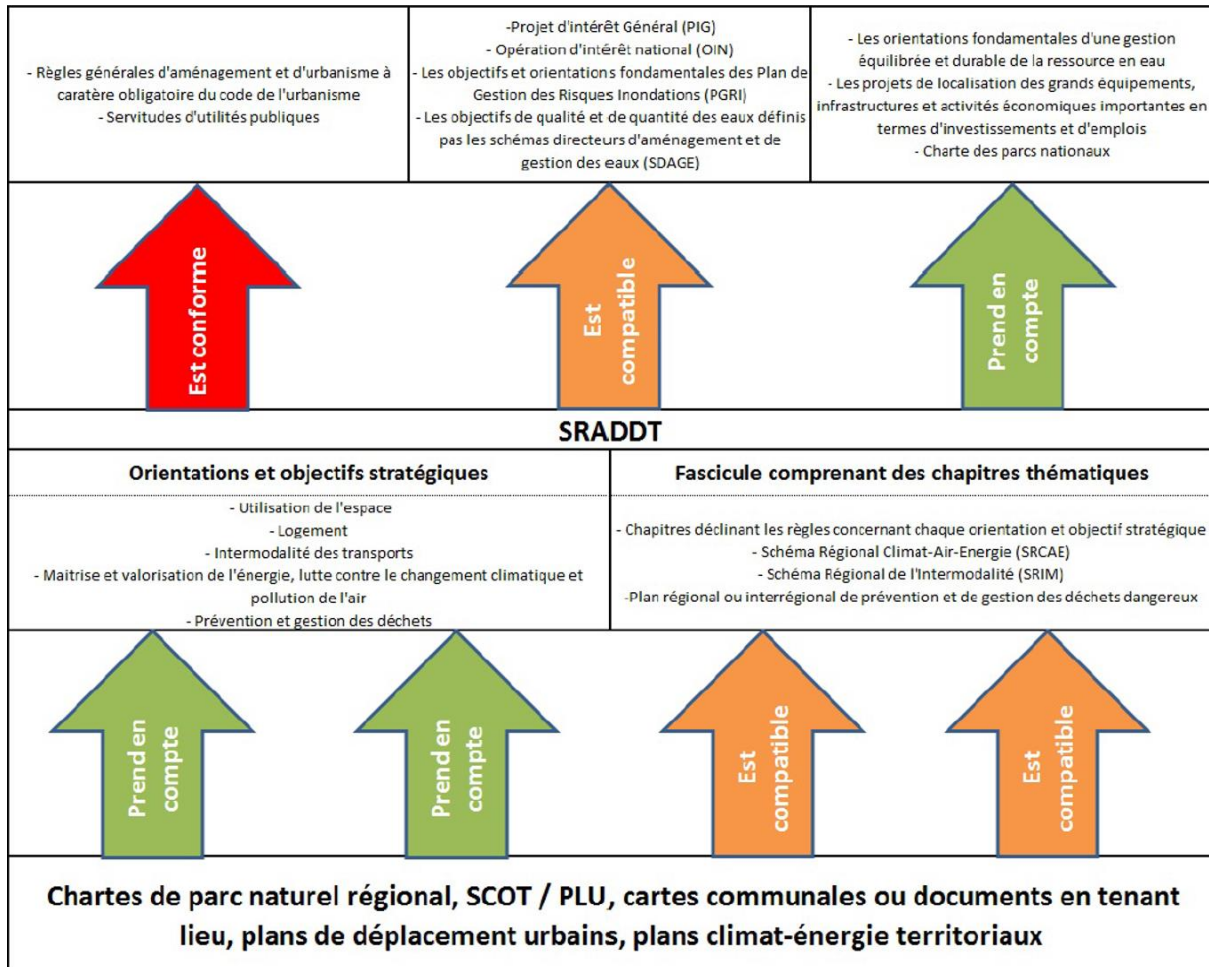 - Règles générales d'aménagement et d'urbanisme à
caratère obligatoire du code de l'urbanisme
- Servitudes d'utilités publiques
-Projet d'intérêt Général (PIG)
- Opération d'intérêt national (OIN)
- Les objectifs et orientations fondamentales des Plan de
Gestion des Risques Inondations (PGRI)
- Les objectifs de qualité et de quantité des eaux définis
pas les schémas directeurs d'aménagement et de
gestion des eaux (SDAGE)
- Les orientations fondamentales d'une gestion
équilibrée et durable de la ressource en eau
- Les projets de localisation des grands équipements,
infrastructures et activités économiques importantes en
termes d'investissements et d'emplois
- Charte des parcs nationaux
Est conforme
Est
compatible
Prend en
compte
SRADDT
Orientations et objectifs stratégiques
- Utilisation de l'espace
- Logement
- Intermodalité des transports
- Maitrise et valorisation de l'énergie, lutte contre le changement climatique et
pollution de l'air
- Prévention et gestion des déchets
Fascicule comprenant des chapitres thématiques
- Chapitres déclinant les règles concernant chaque orientation et objectif stratégique
- Schéma Régional Climat-Air-Energie (SRCAE)
- Schéma Régional de l'Intermodalité (SRIM)
-Plan régional ou interrégional de prévention et de gestion des déchets dangereux
Prend en
compte
Prend en
compte
Est
compatible
Est
compatible
Chartes de parc naturel régional, SCOT / PLU, cartes communales ou documents en tenant
lieu, plans de déplacement urbains, plans climat-énergie territoriaux